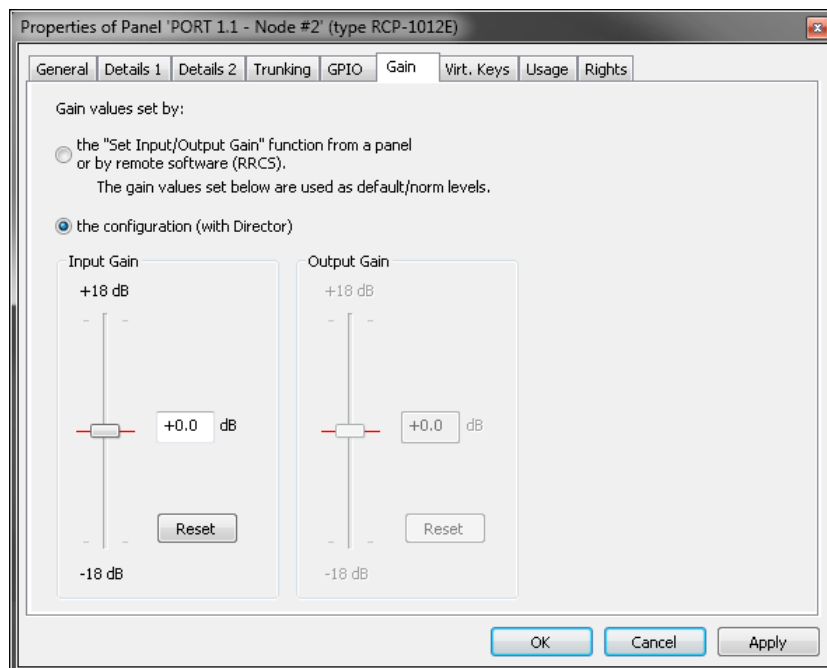 Properties of Panel 'PORT 1.1 - Node #2' (type RCP-1012E)
General Details 1 Details 2 Trunking GPIO Gain Virt. Keys Usage Rights
Gain values set by:
the "Set Input/Output Gain" function from a panel
or by remote software (RRCS).
The gain values set below are used as default/norm levels.
the configuration (with Director)
Input Gain
+18 dB
+0.0 dB
Reset
-18 dB
Output Gain
+18 dB
+0.0 dB
Reset
-18 dB
OK Cancel Apply